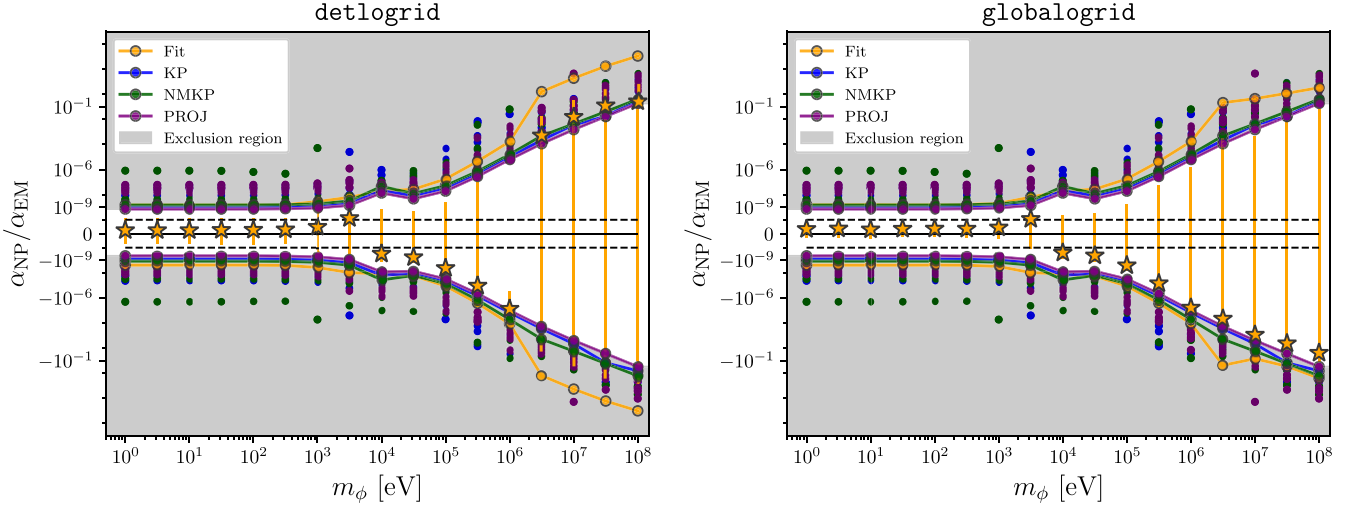 detlogrid
globalogrid
Fit
KP
NMKP
PROJ
Exclusion region
Fit
KP
NMKP
PROJ
Exclusion region
α_NP/α_EM
10^-1
10^-6
10^-9
0
−10^-9
−10^-6
−10^-1
10^0 10^1 10^2 10^3 10^4 10^5 10^6 10^7 10^8
m_ϕ [eV]
α_NP/α_EM
10^-1
10^-6
10^-9
0
−10^-9
−10^-6
−10^-1
10^0 10^1 10^2 10^3 10^4 10^5 10^6 10^7 10^8
m_ϕ [eV]